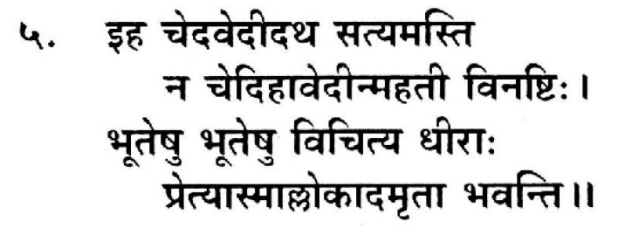 ५. इह चेदवेदीदथ सत्यमस्ति
न चेदिहावेदीन्महती विनष्टिः।
भूतेषु भूतेषु विचित्य धीराः
प्रेत्यास्माल्लोकादमृता भवन्ति॥